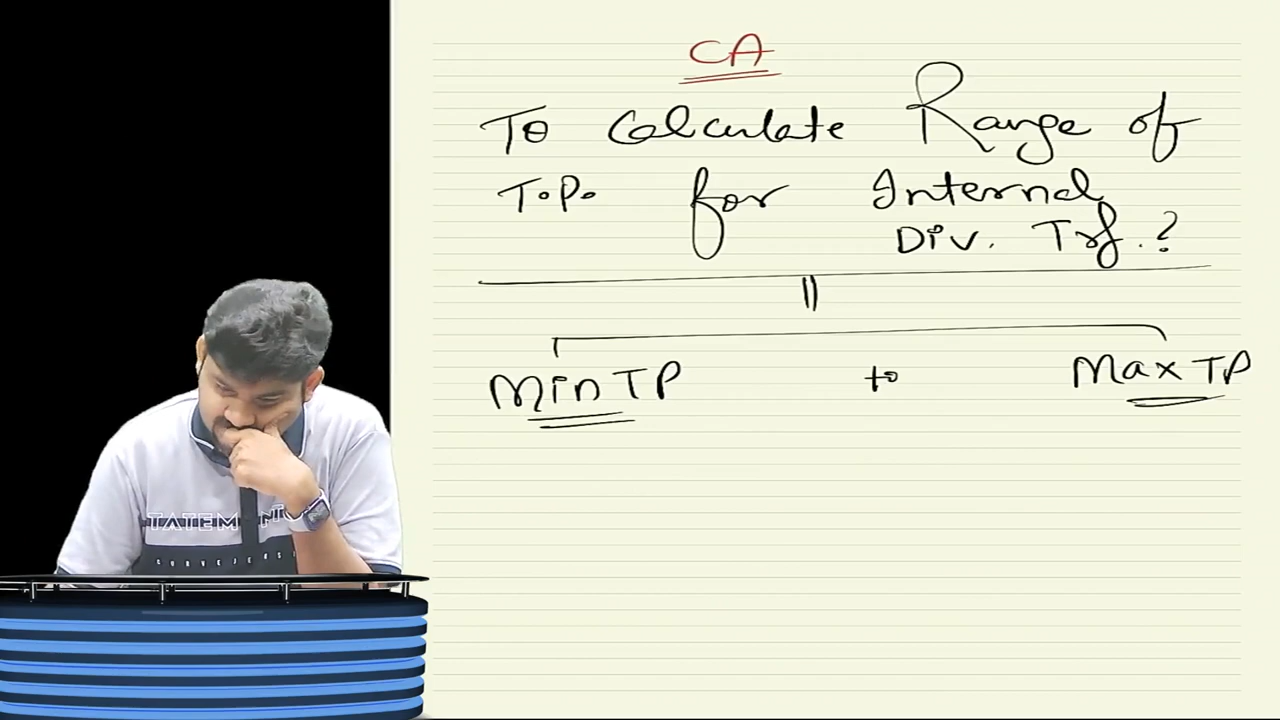 CA
To Calculate Range of
T.P. for Internal
Div. Trf.?
Min TP to Max TP